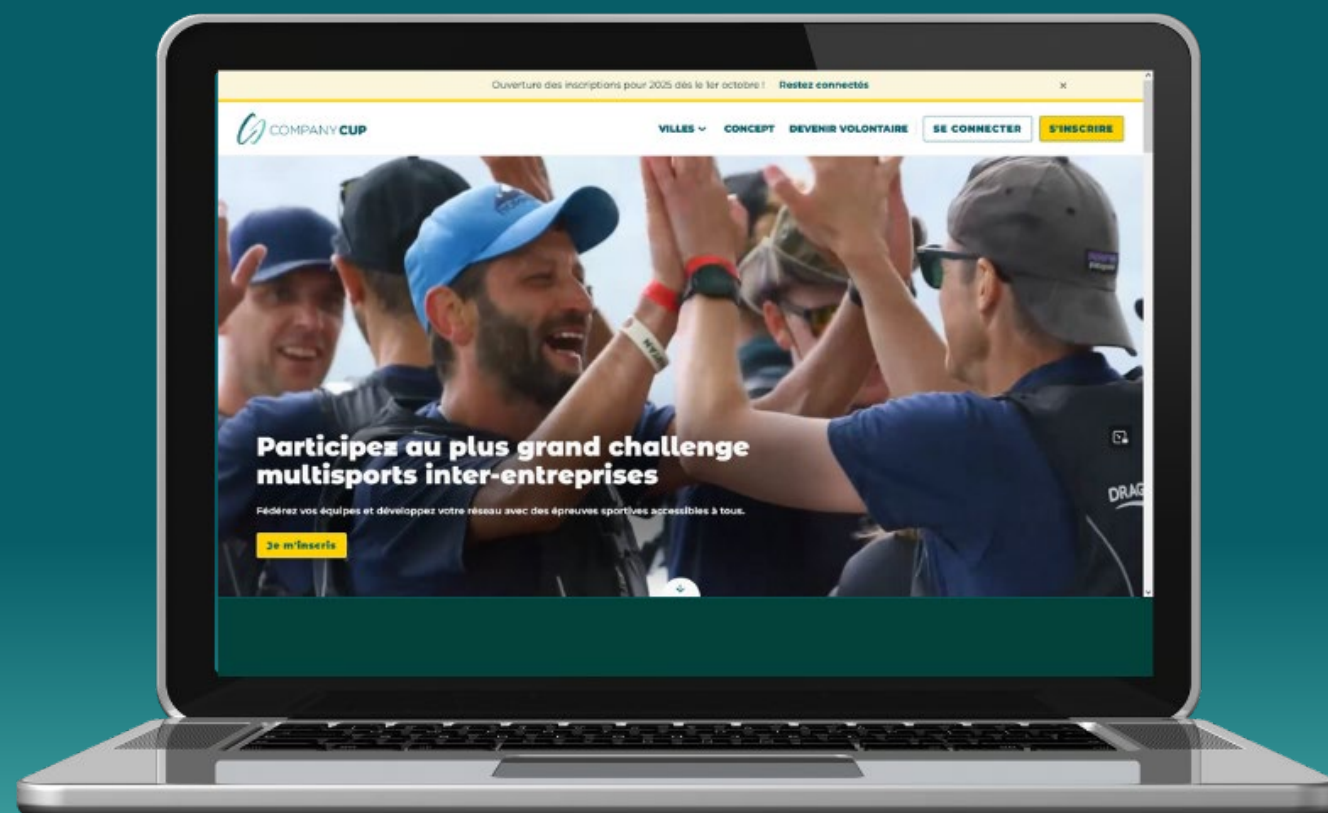 Ouverture des inscriptions pour 2025 dès le 1er octobre ! Restez connectés ×
COMPANY CUP
VILLES CONCEPT DEVENIR VOLONTAIRE SE CONNECTER S'INSCRIRE
DRAG
Participez au plus grand challenge
multisports inter-entreprises
Fédérez vos équipes et développez votre réseau avec des épreuves sportives accessibles à tous.
Je m'inscris